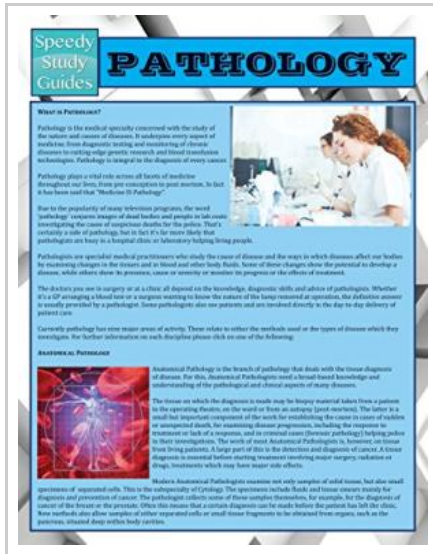 Speedy
Study
Guides
PATHOLOGY
WHAT IS PATHOLOGY?
Pathology is the medical specialty concerned with the study of
the nature and causes of diseases. It underpins every aspect of
medicine, from diagnostic testing and monitoring of chronic
diseases to cutting-edge genetic research and blood transfusion
technologies. Pathology is integral to the diagnosis of every cancer.
Pathology plays a vital role across all facets of medicine
throughout our lives, from pre-conception to post mortem. In fact
it has been said that "Medicine IS Pathology".
Due to the popularity of many television programs, the word
'pathology' conjures images of dead bodies and people in lab coats
investigating the cause of suspicious deaths for the police. That's
certainly a side of pathology, but in fact it's far more likely that
pathologists are busy in a hospital clinic or laboratory helping living people.
Pathologists are specialist medical practitioners who study the cause of disease and the ways in which diseases affect our bodies
by examining changes in the tissues and in blood and other body fluids. Some of these changes show the potential to develop a
disease, while others show its presence, cause or severity or monitor its progress or the effects of treatment.
The doctors you see in surgery or at a clinic all depend on the knowledge, diagnostic skills and advice of pathologists. Whether
it's a GP arranging a blood test or a surgeon wanting to know the nature of the lump removed at operation, the definitive answer
is usually provided by a pathologist. Some pathologists also see patients and are involved directly in the day-to-day delivery of
patient care.
Currently pathology has nine major areas of activity. These relate to either the methods used or the types of disease which they
investigate. For further information on each discipline please click on one of the following:
ANATOMICAL PATHOLOGY
Anatomical Pathology is the branch of pathology that deals with the tissue diagnosis
of disease. For this, Anatomical Pathologists need a broad-based knowledge and
understanding of the pathological and clinical aspects of many diseases.
The tissue on which the diagnosis is made may be biopsy material taken from a patient
in the operating theatre, on the ward or from an autopsy (post-mortem). The latter is a
small but important component of the work for establishing the cause in cases of sudden
or unexpected death, for examining disease progression, including the response to
treatment or lack of a response, and in criminal cases (forensic pathology) helping police
in their investigations. The work of most Anatomical Pathologists is, however, on tissue
from living patients. A large part of this is the detection and diagnosis of cancer. A tissue
diagnosis is essential before starting treatment involving major surgery, radiation or
drugs, treatments which may have major side effects.
Modern Anatomical Pathologists examine not only samples of solid tissue, but also small
specimens of separated cells. This is the subspecialty of Cytology. The specimens include fluids and tissue smears mainly for
diagnosis and prevention of cancer. The pathologist collects some of these samples themselves, for example, for the diagnosis of
cancer of the breast or the prostate. Often this means that a certain diagnosis can be made before the patient has left the clinic.
New methods also allow samples of either separated cells or small tissue fragments to be obtained from organs, such as the
pancreas, situated deep within body cavities.